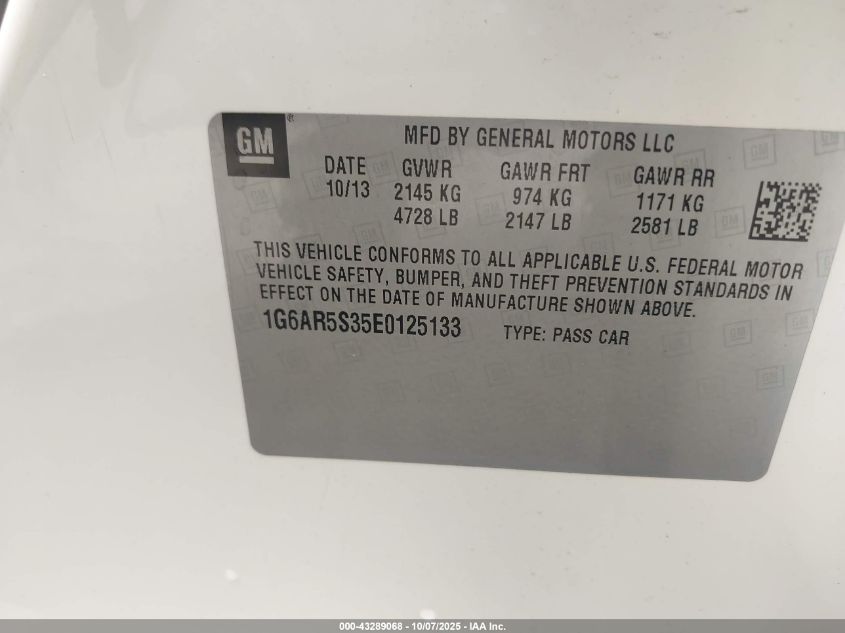 GM ®
MFD BY GENERAL MOTORS LLC
DATE GVWR GAWR FRT GAWR RR
10/13 2145 KG 974 KG 1171 KG
4728 LB 2147 LB 2581 LB
THIS VEHICLE CONFORMS TO ALL APPLICABLE U.S. FEDERAL MOTOR
VEHICLE SAFETY, BUMPER, AND THEFT PREVENTION STANDARDS IN
EFFECT ON THE DATE OF MANUFACTURE SHOWN ABOVE.
1G6AR5S35E0125133 TYPE: PASS CAR
000-43289068 - 10/07/2025 - IAA Inc.